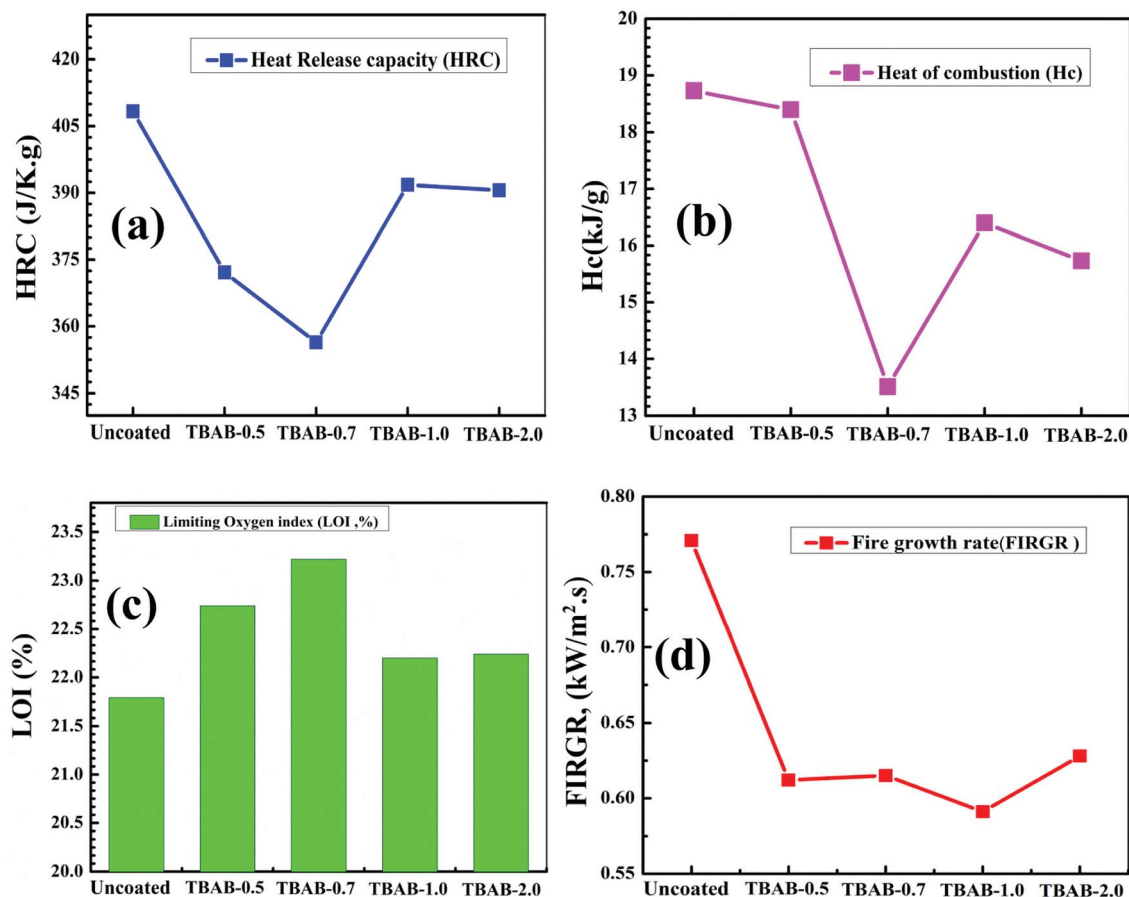 Heat Release capacity (HRC)
HRC (J/K.g)
420
405
390
375
360
345
(a)
Uncoated TBAB-0.5 TBAB-0.7 TBAB-1.0 TBAB-2.0
Heat of combustion (Hc)
Hc(kJ/g)
20
19
18
16
16
15
14
13
(b)
Uncoated TBAB-0.5 TBAB-0.7 TBAB-1.0 TBAB-2.0
Limiting Oxygen index (LOI ,%)
LOI (%)
23.5
23.0
22.5
22.0
21.5
21.0
20.5
20.0
(c)
Uncoated TBAB-0.5 TBAB-0.7 TBAB-1.0 TBAB-2.0
Fire growth rate(FIRGR )
FIRGR, (kW/m².s)
0.80
0.75
0.65
0.60
0.55
(d)
Uncoated TBAB-0.5 TBAB-0.7 TBAB-1.0 TBAB-2.0